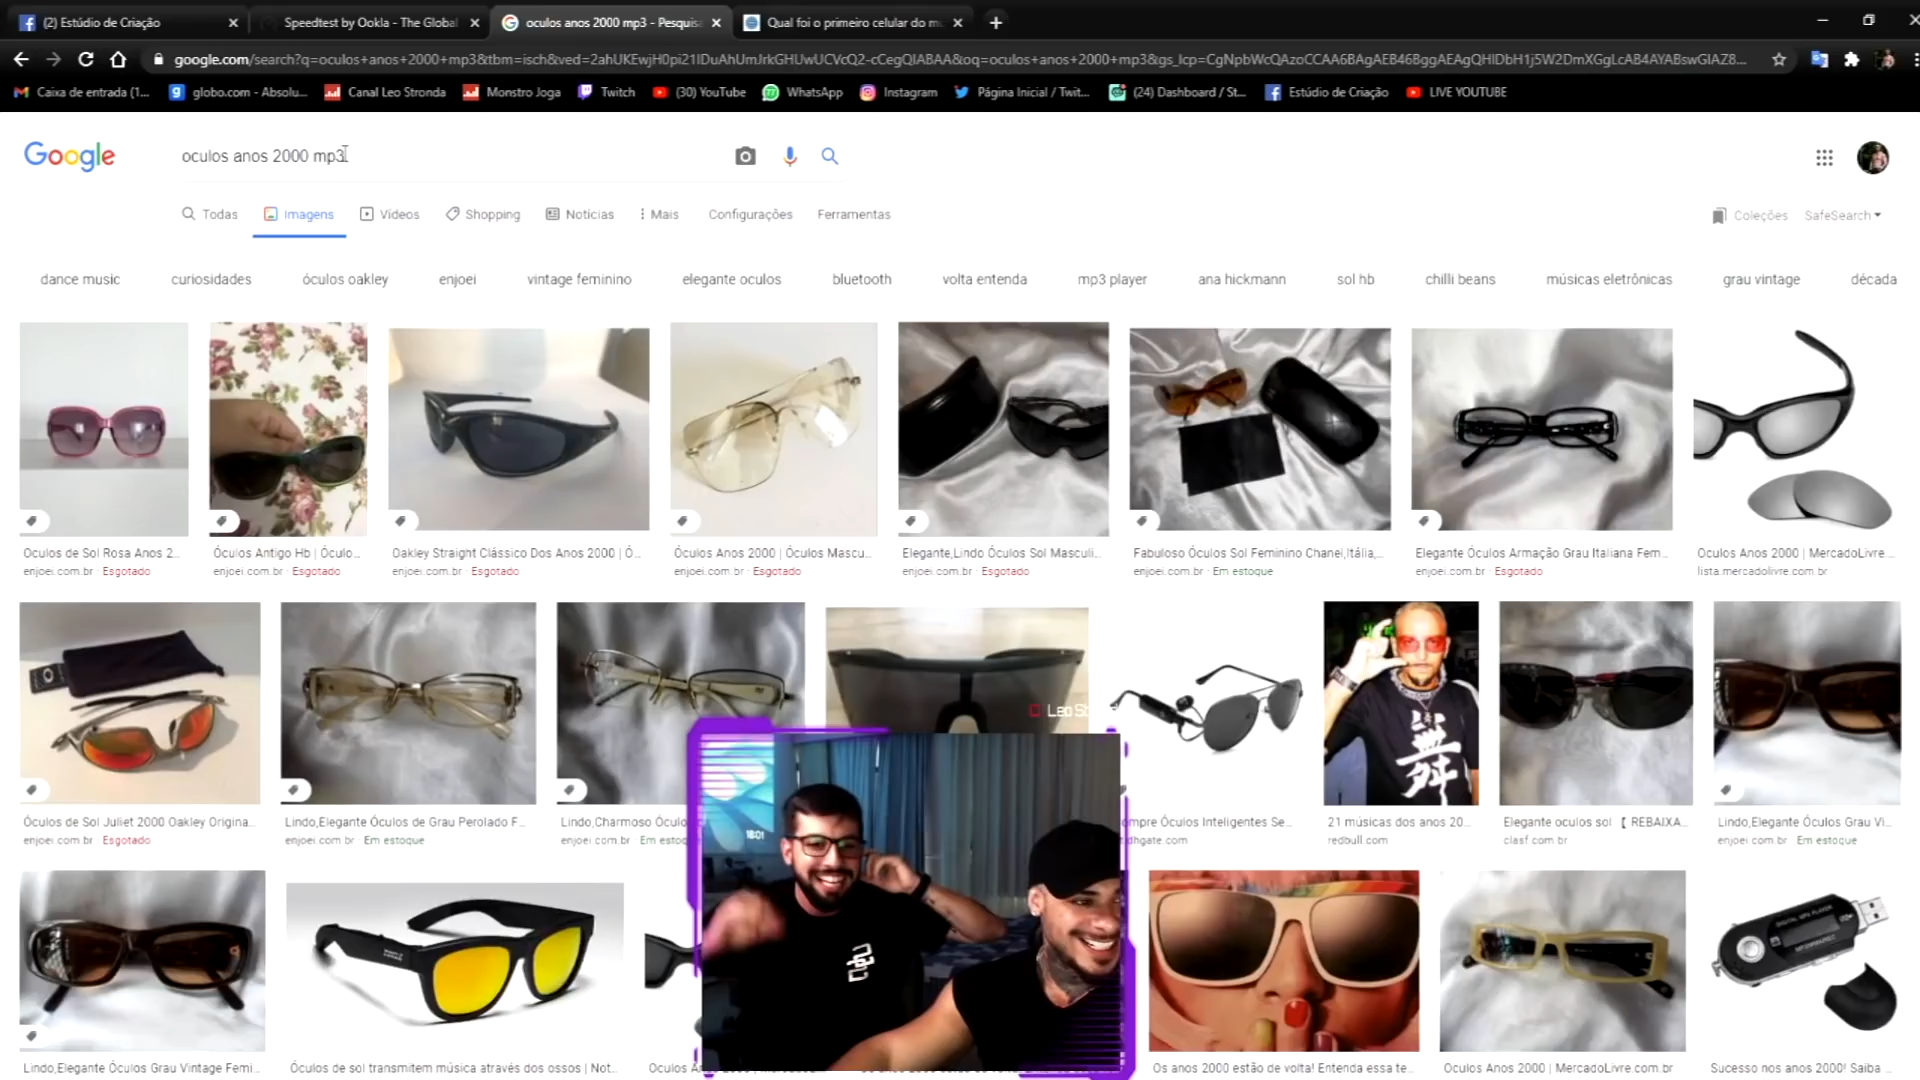 (2) Estúdio de Criação
Speedtest by Ookla - The Global
oculos anos 2000 mp3 - Pesquis
Qual foi o primeiro celular do m
google.com/search?q=oculos+anos+2000+mp3&tbm=isch&ved=2ahUKEwjH0pi21IDuAhUmJrkGHUwUCVcQ2-cCegQIABAA&oq=oculos+anos+2000+mp3&gs_lcp=CgNpbWcQAzoCCAA6BAgAEB46BggAEAgQHlDbH1j5W2DmXGgLcAB4AYABswGIAZ8...
Caixa de entrada (1...
globo.com - Absolu...
Canal Leo Stronda
Monstro Joga
Twitch
(30) YouTube
WhatsApp
Instagram
Página Inicial / Twit...
(24) Dashboard / St...
Estúdio de Criação
LIVE YOUTUBE
Google
oculos anos 2000 mp3
Todas
Imagens
Vídeos
Shopping
Notícias
Mais
Configurações
Ferramentas
Coleções
SafeSearch
dance music
curiosidades
óculos oakley
enjoei
vintage feminino
elegante oculos
bluetooth
volta entenda
mp3 player
ana hickmann
sol hb
chilli beans
músicas eletrônicas
grau vintage
década
Oculos de Sol Rosa Anos 2...
enjoei.com.br · Esgotado
Óculos Antigo Hb | Óculo...
enjoei.com.br · Esgotado
Oakley Straight Clássico Dos Anos 2000 | Ó...
enjoei.com.br · Esgotado
Óculos Anos 2000 | Óculos Mascu...
enjoei.com.br · Esgotado
Elegante,Lindo Óculos Sol Masculi...
enjoei.com.br · Esgotado
Fabuloso Óculos Sol Feminino Chanei,Itália,...
enjoei.com.br · Em estoque
Elegante Óculos Armação Grau Italiana Fem...
enjoei.com.br · Esgotado
Oculos Anos 2000 | MercadoLivre ...
lista.mercadolivre.com.br
舞
18:01
Óculos de Sol Juliet 2000 Oakley Origina...
enjoei.com.br Esgotado
Lindo,Elegante Óculos de Grau Perolado F...
enjoei.com.br · Em estoque
Lindo,Charmoso Óculo
enjoei.com.br · Em esto
ompre Óculos Inteligentes Se...
dhgate.com
21 músicas dos anos 20...
redbull.com
Elegante oculos sol 【 REBAIXA...
clasf.com.br
Lindo,Elegante Óculos Grau Vi...
enjoei.com.br · Em estoque
Lindo,Elegante Óculos Grau Vintage Femi...
Óculos de sol transmitem música através dos ossos | Not...
Os anos 2000 estão de volta! Entenda essa te...
Oculos Anos 2000 | MercadoLivre.com.br
Sucesso nos anos 2000! Saiba ...